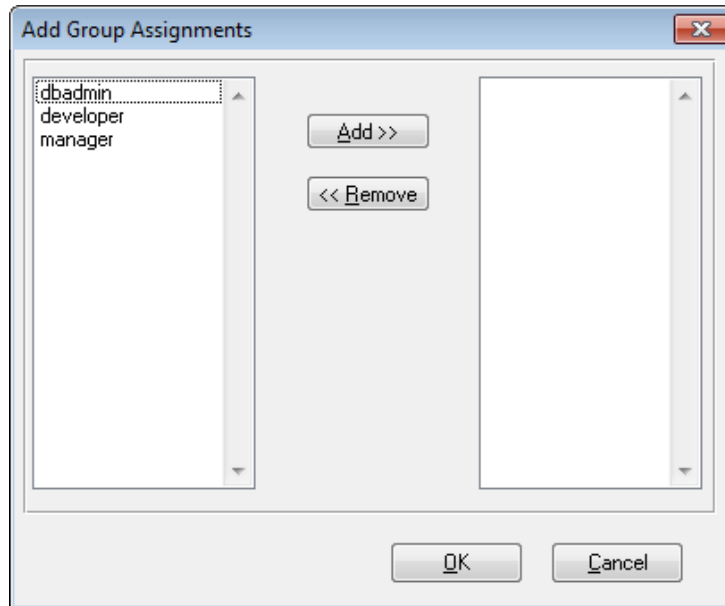 Add Group Assignments
dbadmin
developer
manager
Add >>
<< Remove
OK
Cancel